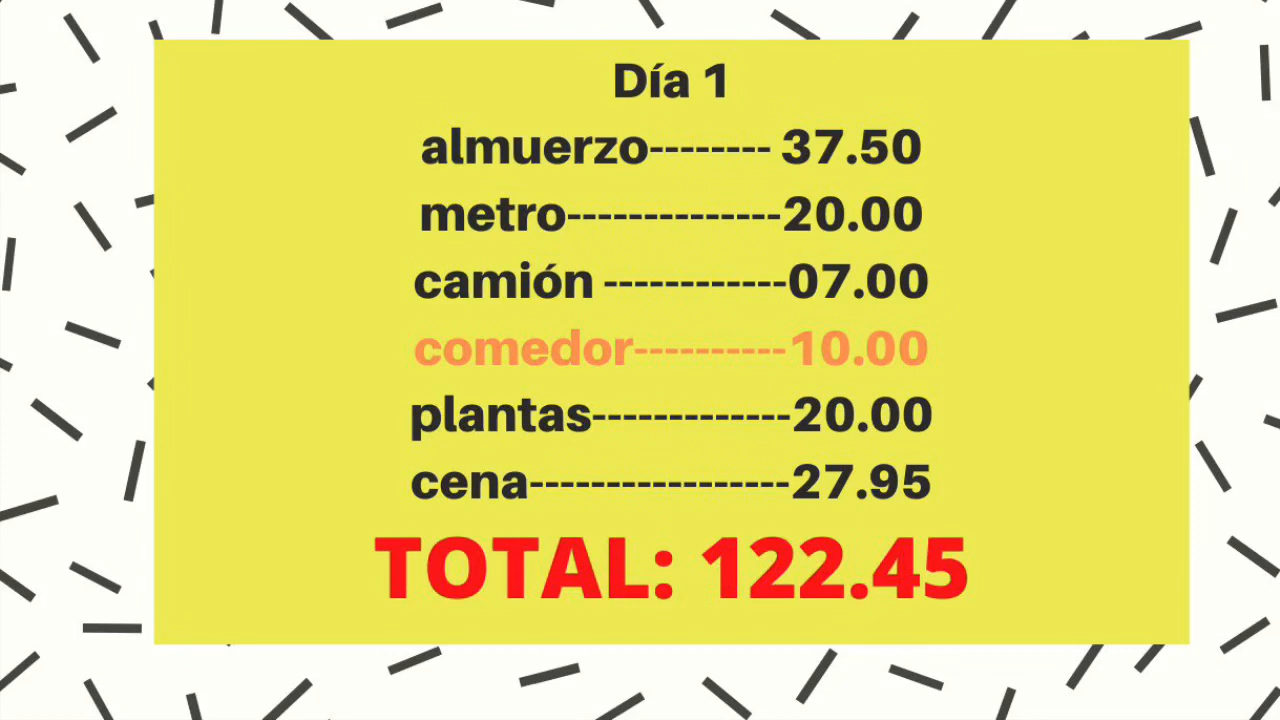 Día 1
almuerzo-------- 37.50
metro--------------20.00
camión ------------07.00
comedor----------10.00
plantas-------------20.00
cena-----------------27.95
TOTAL: 122.45